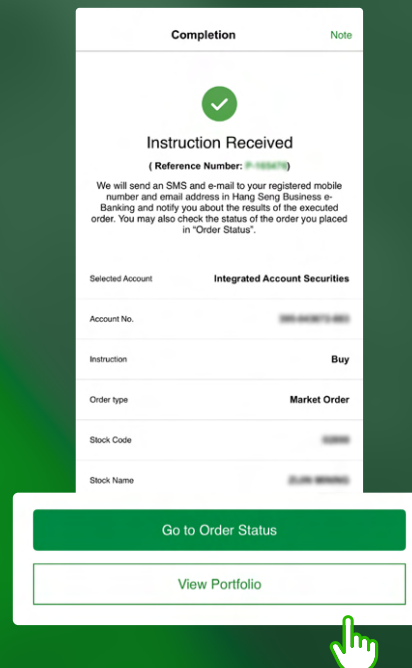 Completion
Note
Instruction Received
( Reference Number: )
We will send an SMS and e-mail to your registered mobile
number and email address in Hang Seng Business e-
Banking and notify you about the results of the executed
order. You may also check the status of the order you placed
in “Order Status”.
Selected Account Integrated Account Securities
Account No.
Instruction Buy
Order type Market Order
Stock Code
Stock Name
Go to Order Status
View Portfolio